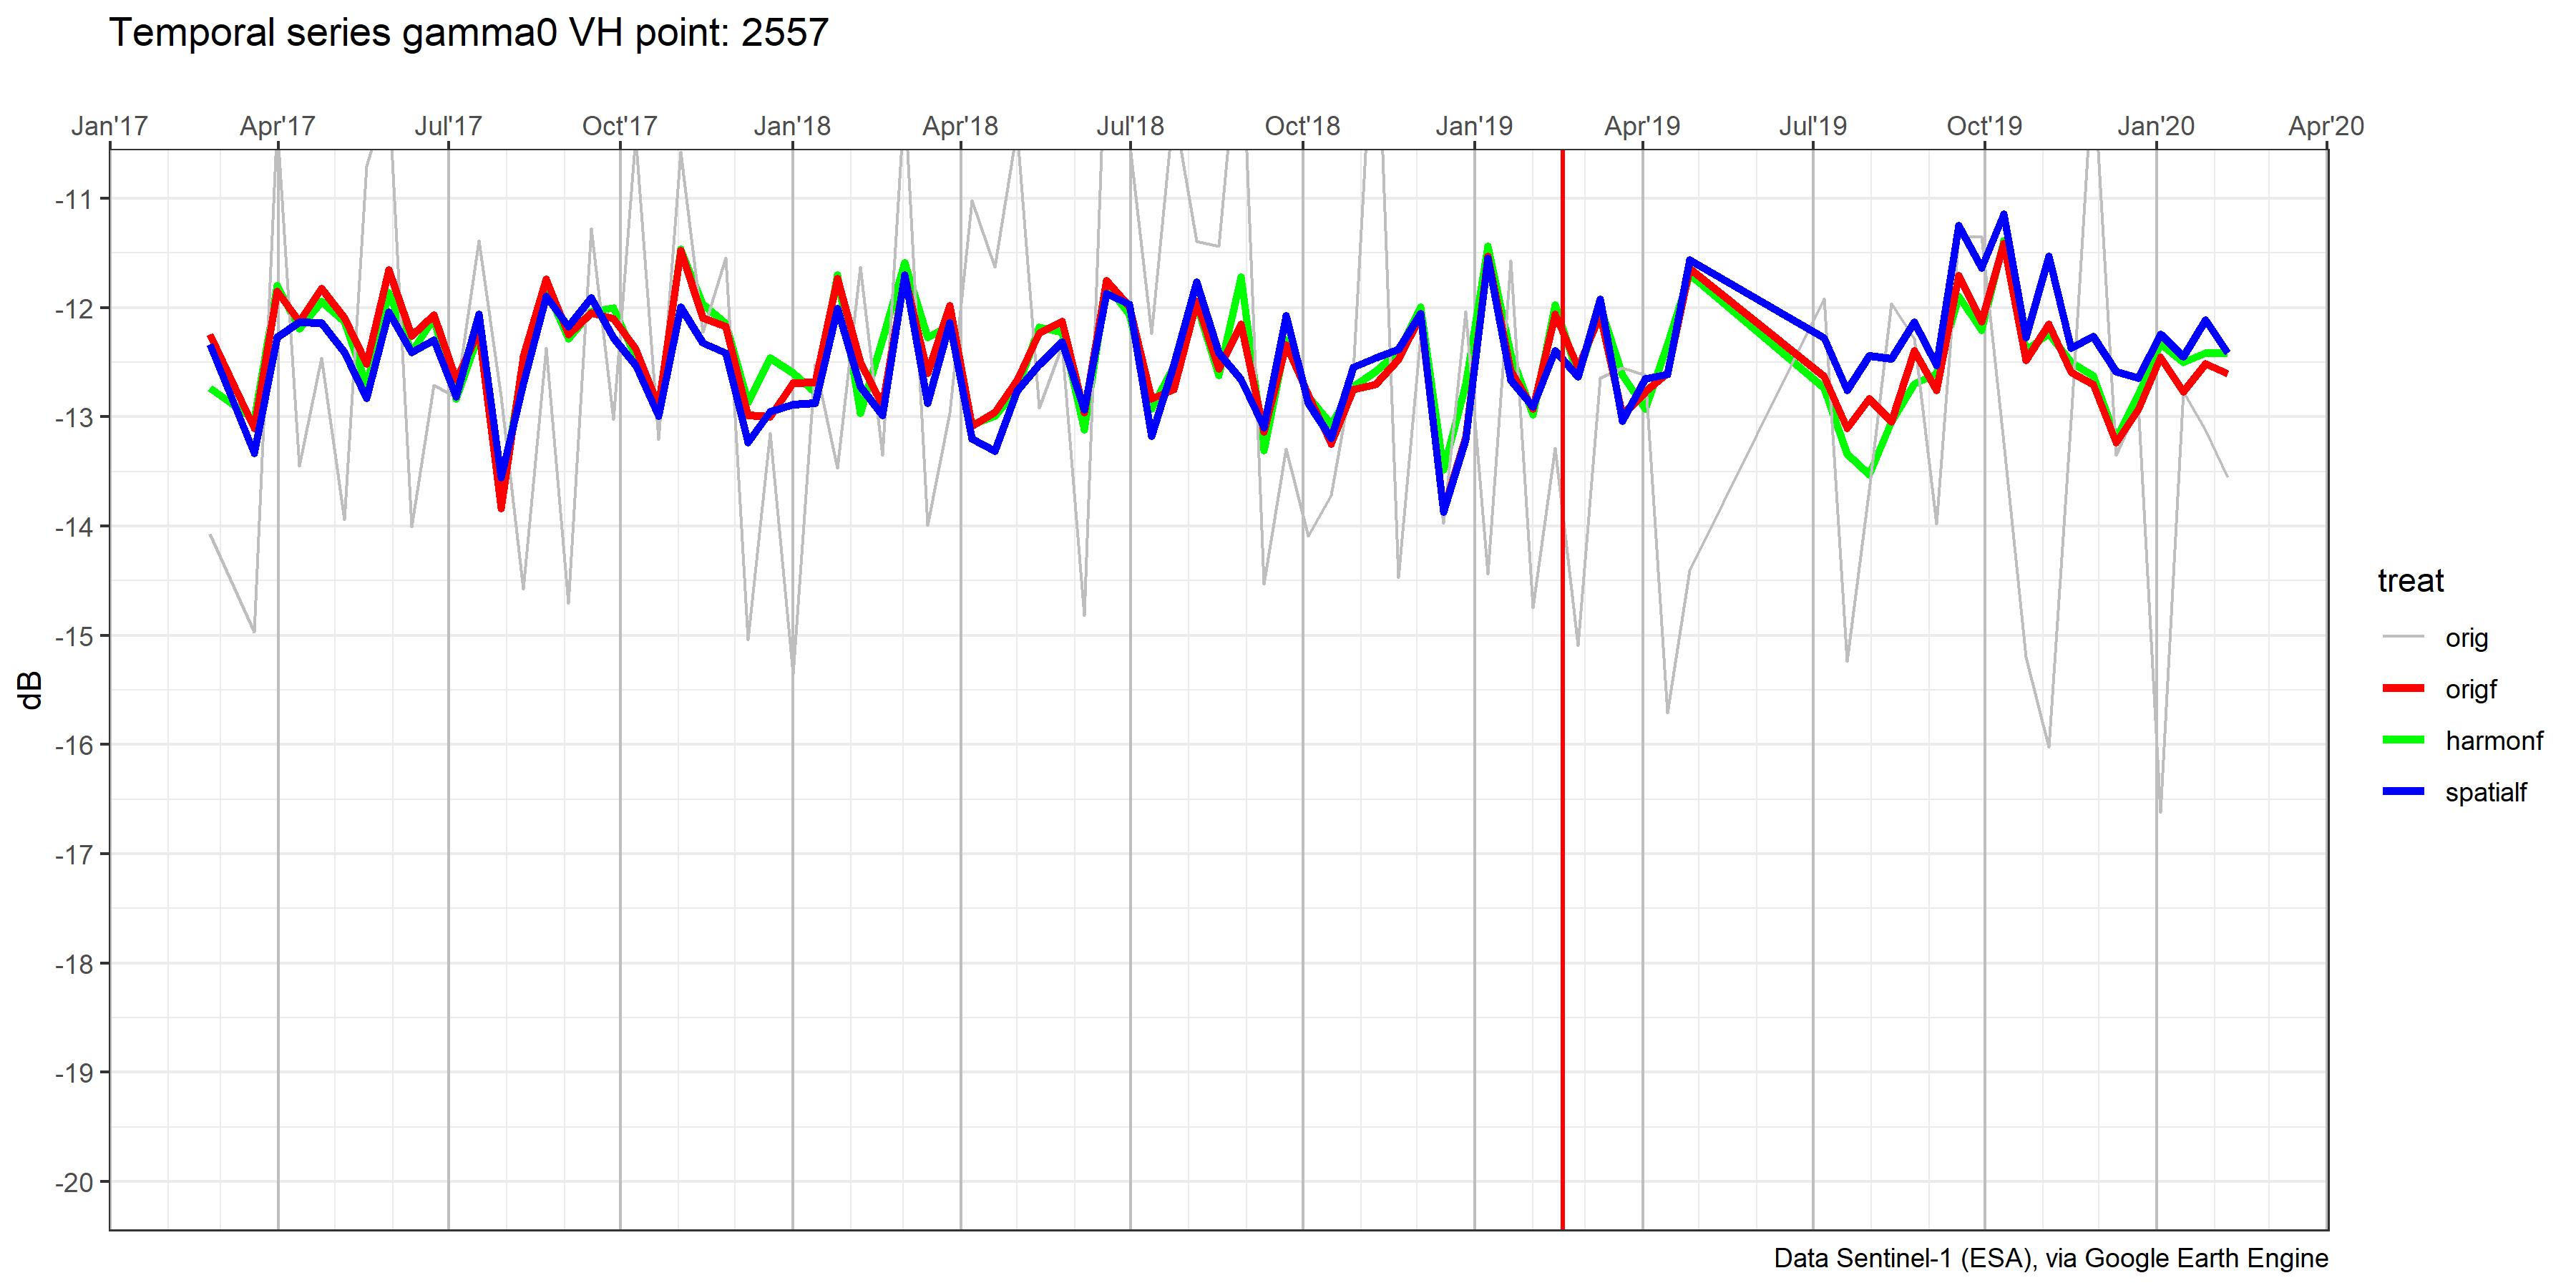 Temporal series gamma0 VH point: 2557
Jan'17 Apr'17 Jul'17 Oct'17 Jan'18 Apr'18 Jul'18 Oct'18 Jan'19 Apr'19 Jul'19 Oct'19 Jan'20 Apr'20
-11
-12
-13
-14
-15
-16
-17
-18
-19
-20
dB
treat
orig
origf
harmonf
spatialf
Data Sentinel-1 (ESA), via Google Earth Engine